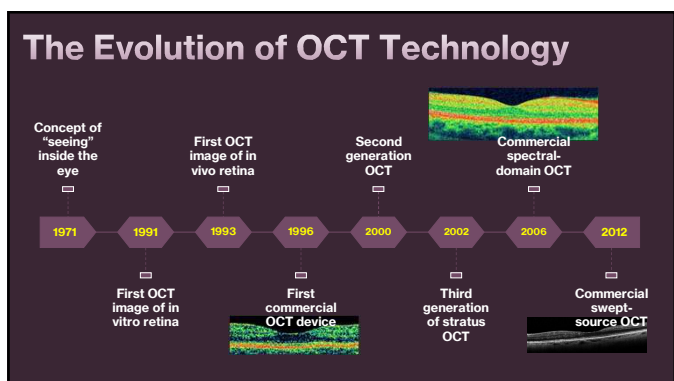 The Evolution of OCT Technology
Concept of
“seeing”
inside the
eye
First OCT
image of in
vivo retina
Second
generation
OCT
Commercial
spectral-
domain OCT
1971
1991
1993
1996
2000
2002
2006
2012
First OCT
image of in
vitro retina
First
commercial
OCT device
Third
generation
of stratus
OCT
Commercial
swept-
source OCT